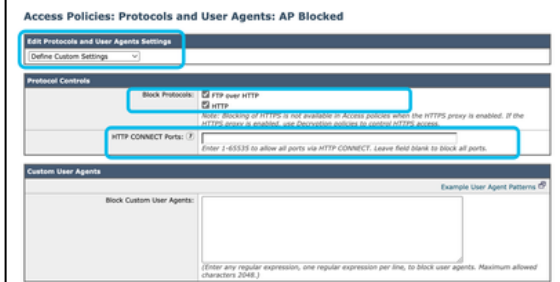 Access Policies: Protocols and User Agents: AP Blocked
Edit Protocols and User Agents Settings
Define Custom Settings
Protocol Controls
Block Protocols:
FTP over HTTP
HTTP
Note: Blocking of HTTPS is not available in Access policies when the HTTPS proxy is enabled. If the
HTTPS proxy is enabled, use Decryption policies to control HTTPS access.
HTTP CONNECT Ports: ?
Enter 1-65535 to allow all ports via HTTP CONNECT. Leave field blank to block all ports.
Custom User Agents
Example User Agent Patterns
Block Custom User Agents:
(Enter any regular expression, one regular expression per line, to block user agents. Maximum allowed
characters 2048.)